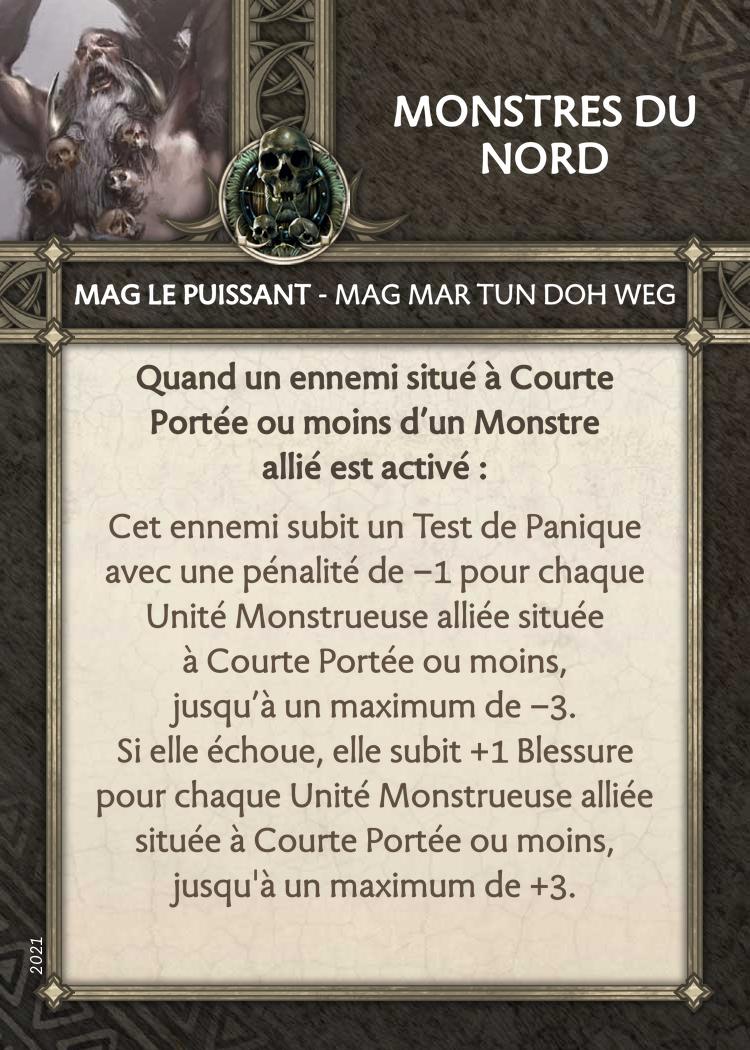 MONSTRES DU
NORD
MAG LE PUISSANT - MAG MAR TUN DOH WEG
Quand un ennemi situé à Courte
Portée ou moins d’un Monstre
allié est activé :
Cet ennemi subit un Test de Panique
avec une pénalité de –1 pour chaque
Unité Monstrueuse alliée située
à Courte Portée ou moins,
jusqu’à un maximum de –3.
Si elle échoue, elle subit +1 Blessure
pour chaque Unité Monstrueuse alliée
située à Courte Portée ou moins,
jusqu'à un maximum de +3.
2021